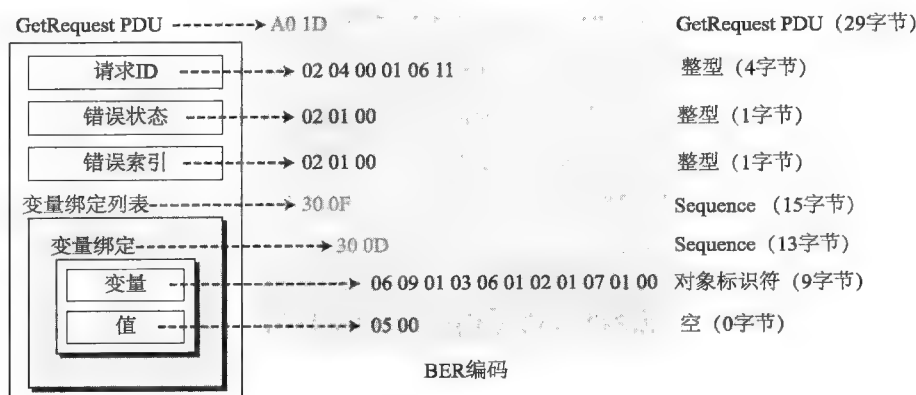 GetRequest PDU A0 1D GetRequest PDU (29字节)
请求ID 02 04 00 01 06 11 整型 (4字节)
错误状态 02 01 00 整型 (1字节)
错误索引 02 01 00 整型 (1字节)
变量绑定列表 30 0F Sequence (15字节)
变量绑定 30 0D Sequence (13字节)
变量 06 09 01 03 06 01 02 01 07 01 00 对象标识符 (9字节)
值 05 00 空 (0字节)
BER编码